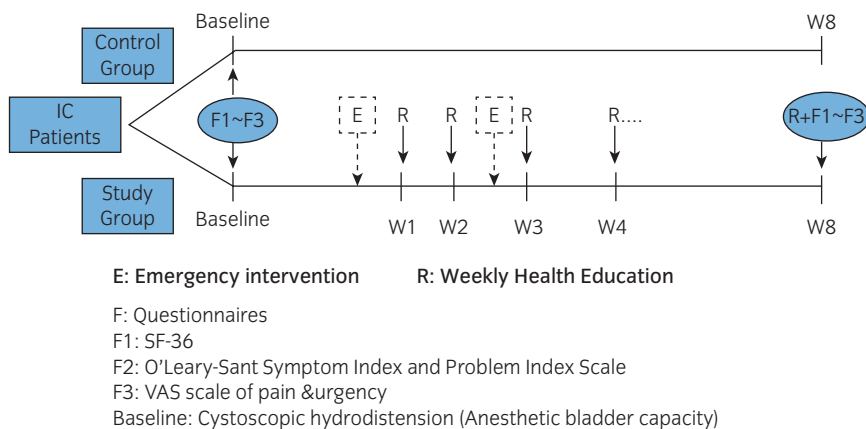 Baseline W8
Control
Group
IC
Patients
F1~F3
E R R E R R.... R+F1~F3
Study
Group
Baseline W1 W2 W3 W4 W8
E: Emergency intervention R: Weekly Health Education
F: Questionnaires
F1: SF-36
F2: O'Leary-Sant Symptom Index and Problem Index Scale
F3: VAS scale of pain &urgency
Baseline: Cystoscopic hydrodistension (Anesthetic bladder capacity)